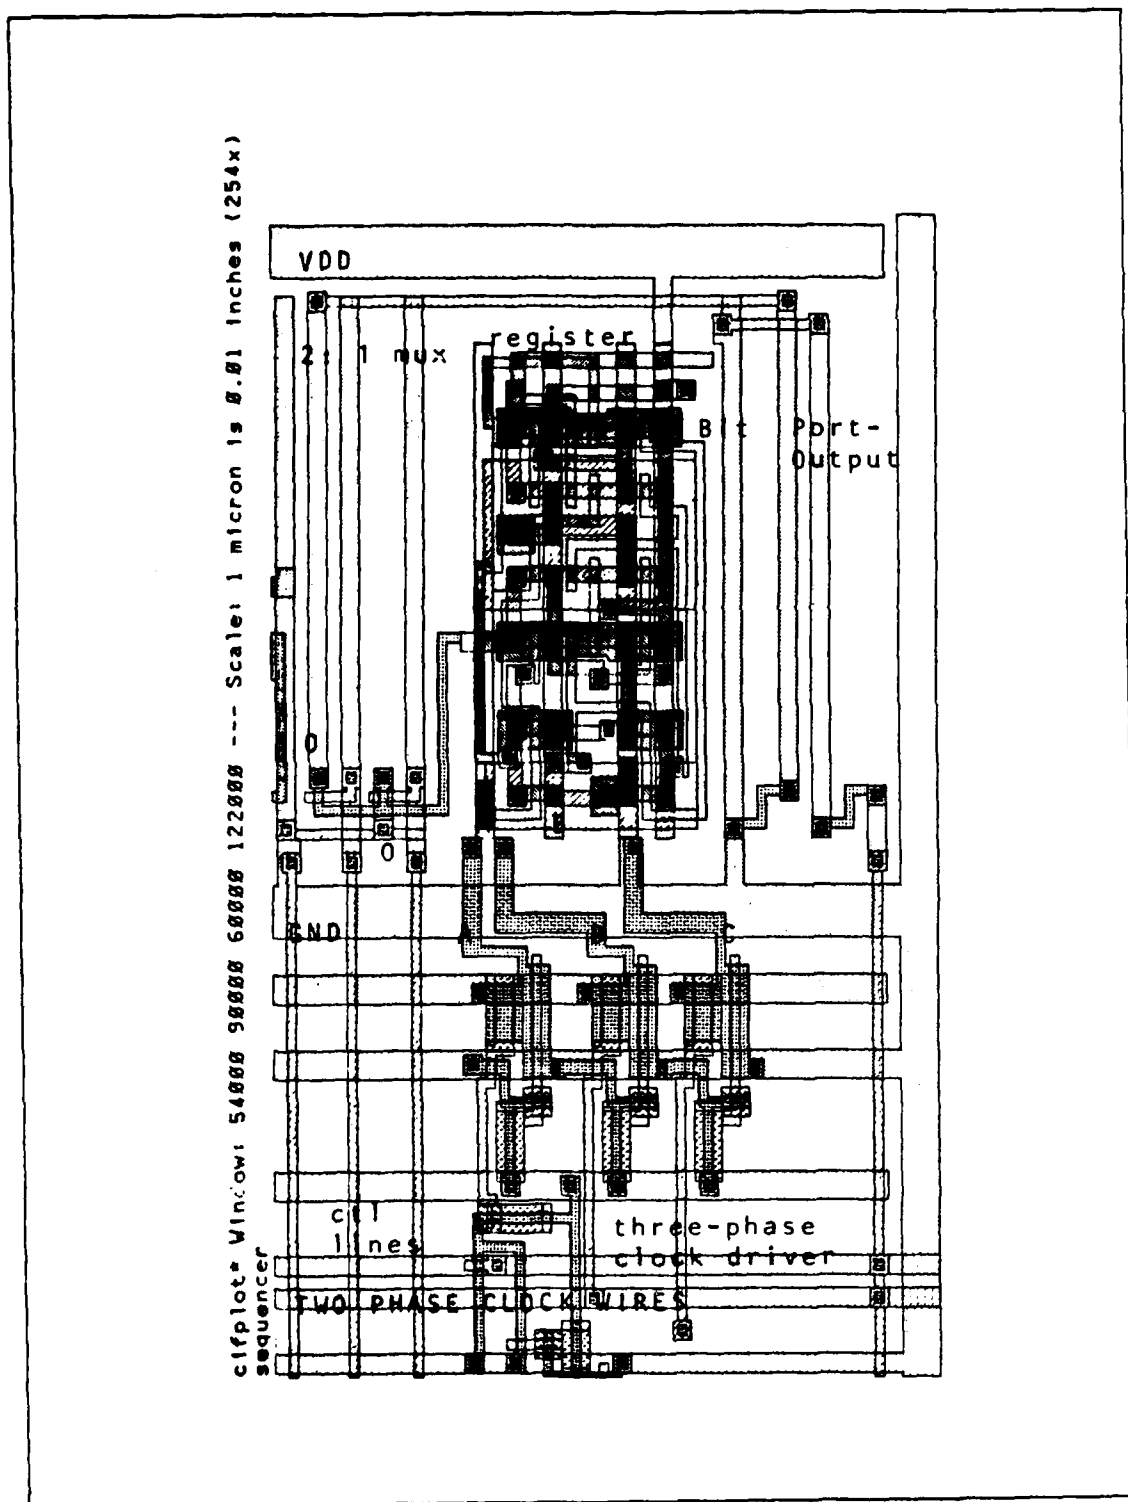 cifplot* Window: 54000 90000 60000 122000 --- Scale: 1 micron is 0.01 inches (254x)
sequencer
VDD
register
2: 1 mux
Bit Port-
Output
0
0
GND A C
ctl
lines
three-phase
clock driver
TWO PHASE CLOCK WIRES